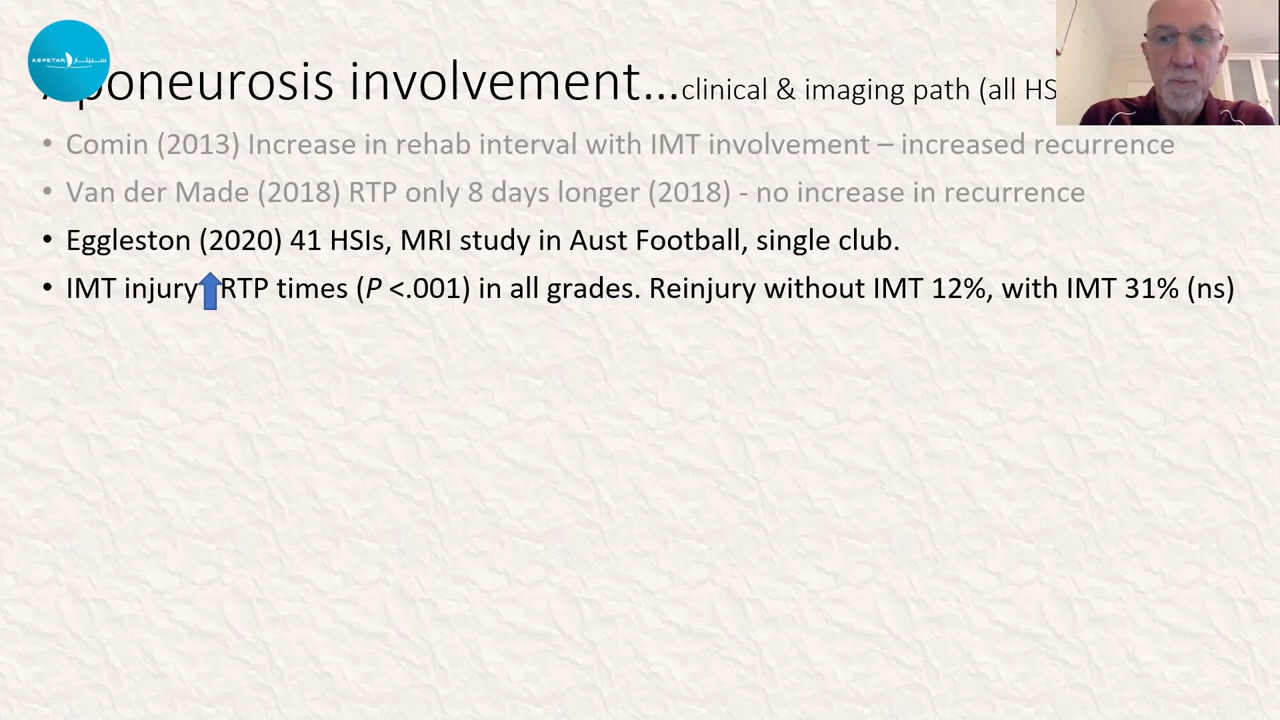 ASPETAR سبيتار
poneurosis involvement...clinical & imaging path (all HS
• Comin (2013) Increase in rehab interval with IMT involvement – increased recurrence
• Van der Made (2018) RTP only 8 days longer (2018) - no increase in recurrence
• Eggleston (2020) 41 HSIs, MRI study in Aust Football, single club.
• IMT injury RTP times (P <.001) in all grades. Reinjury without IMT 12%, with IMT 31% (ns)